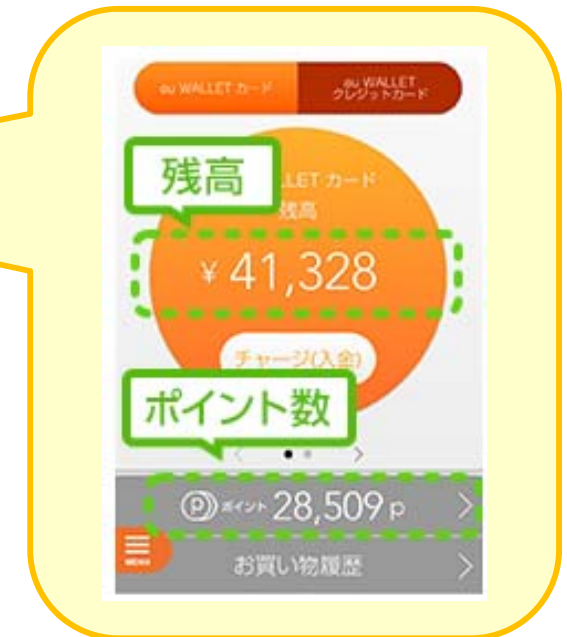 au WALLET カード
au WALLET
クレジットカード
残高
LLET カード
残高
¥ 41,328
チャージ(入金)
ポイント数
p ポイント 28,509 p
MENU
お買い物履歴